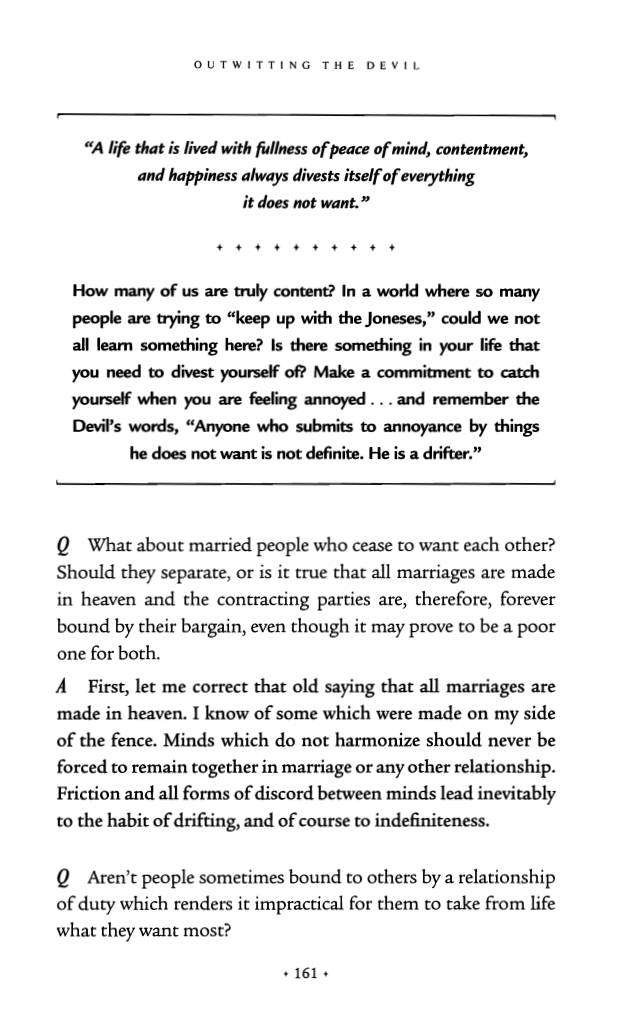 OUTWITTING THE DEVIL
“A life that is lived with fullness of peace of mind, contentment,
and happiness always divests itself of everything
it does not want.”
+ + + + + + + + + +
How many of us are truly content? In a world where so many
people are trying to “keep up with the Joneses,” could we not
all learn something here? Is there something in your life that
you need to divest yourself of? Make a commitment to catch
yourself when you are feeling annoyed . . . and remember the
Devil’s words, “Anyone who submits to annoyance by things
he does not want is not definite. He is a drifter.”
Q What about married people who cease to want each other?
Should they separate, or is it true that all marriages are made
in heaven and the contracting parties are, therefore, forever
bound by their bargain, even though it may prove to be a poor
one for both.
A First, let me correct that old saying that all marriages are
made in heaven. I know of some which were made on my side
of the fence. Minds which do not harmonize should never be
forced to remain together in marriage or any other relationship.
Friction and all forms of discord between minds lead inevitably
to the habit of drifting, and of course to indefiniteness.
Q Aren’t people sometimes bound to others by a relationship
of duty which renders it impractical for them to take from life
what they want most?
+ 161 +